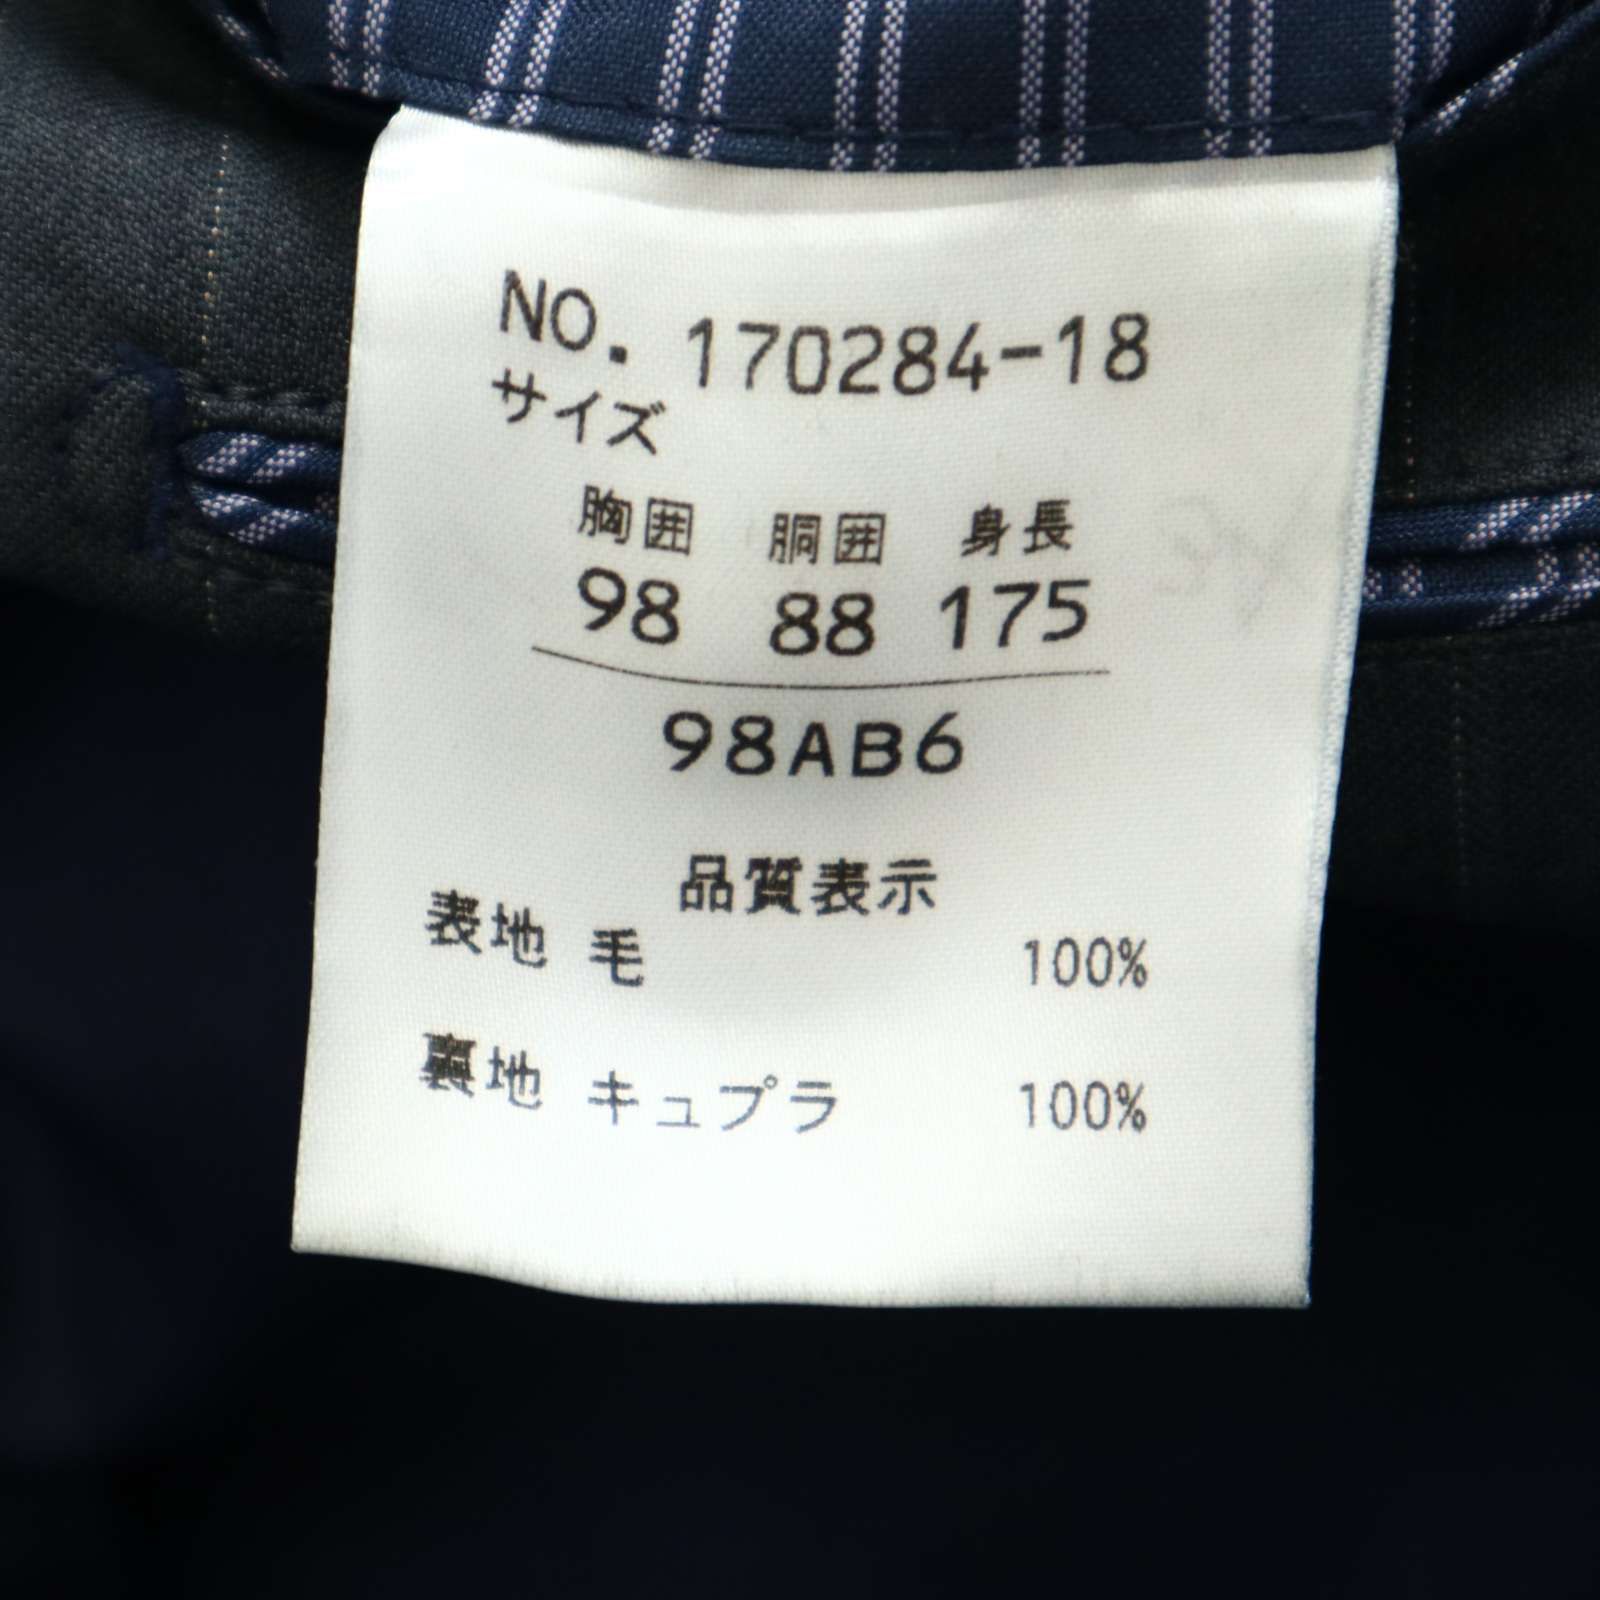 NO. 170284-18
サイズ
胸囲 胴囲 身長
98 88 175
98AB6
品質表示
表地 毛 100%
裏地 キュプラ 100%